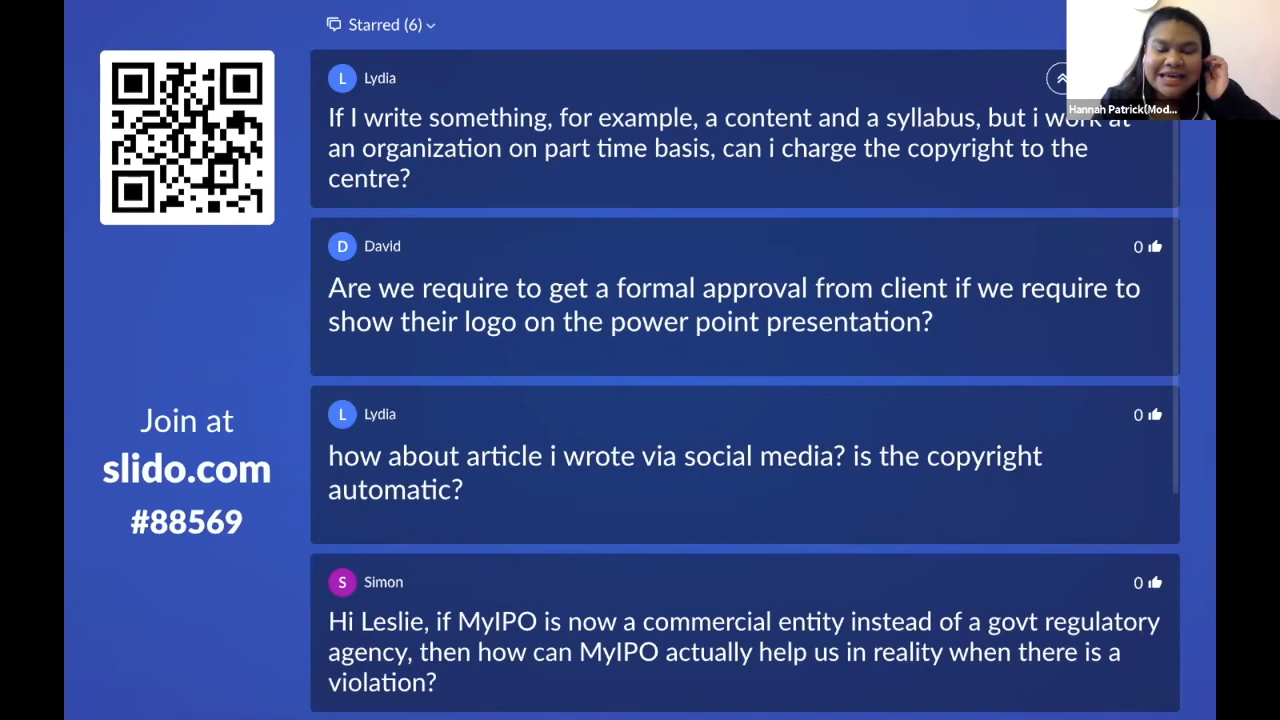 Starred (6)
L Lydia
If I write something, for example, a content and a syllabus, but i work at
an organization on part time basis, can i charge the copyright to the
centre?
D David
0
Are we require to get a formal approval from client if we require to
show their logo on the power point presentation?
L Lydia
0
how about article i wrote via social media? is the copyright
automatic?
S Simon
0
Hi Leslie, if MyIPO is now a commercial entity instead of a govt regulatory
agency, then how can MyIPO actually help us in reality when there is a
violation?
Join at
slido.com
#88569
Hannah Patrick(Mod...